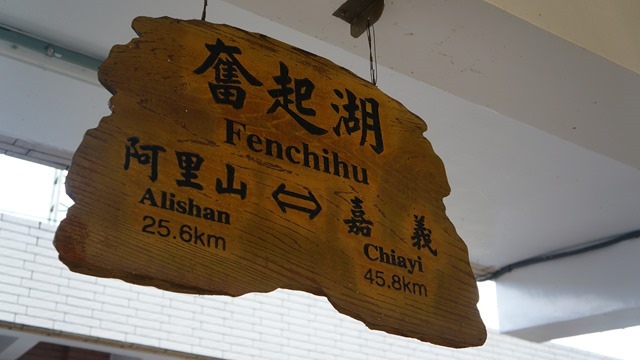 奮起湖
Fenchihu
阿里山 ⇔ 嘉義
Alishan Chiayi
25.6km 45.8km